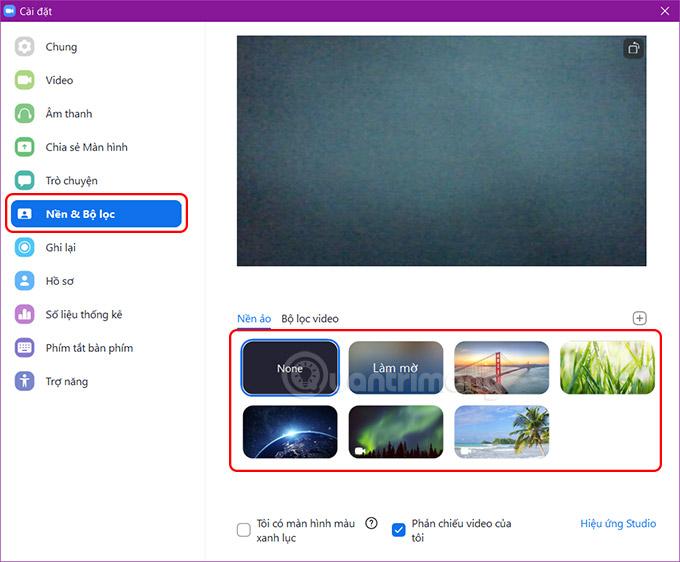 Cài đặt
Chung
Video
Âm thanh
Chia sẻ Màn hình
Trò chuyện
Nền & Bộ lọc
Ghi lại
Hồ sơ
Số liệu thống kê
Phím tắt bàn phím
Trợ năng
Nền ảo Bộ lọc video
None
Làm mờ
Tôi có màn hình màu
xanh lục
Phản chiếu video của
tôi
Hiệu ứng Studio